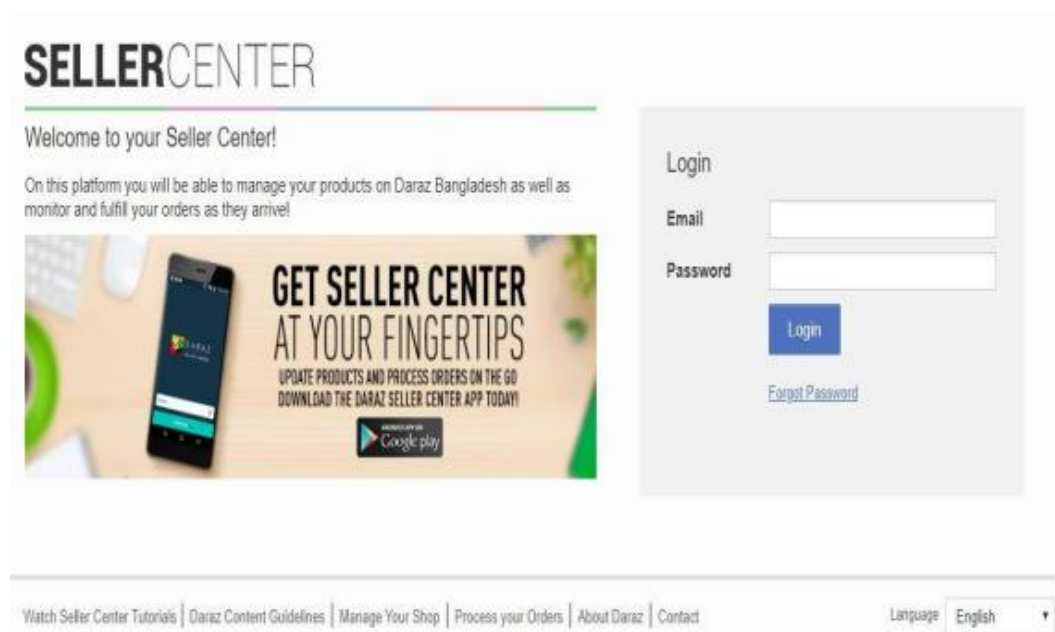 SELLERCENTER
Welcome to your Seller Center!
On this platform you will be able to manage your products on Daraz Bangladesh as well as
monitor and fulfill your orders as they arrive!
GET SELLER CENTER
AT YOUR FINGERTIPS
UPDATE PRODUCTS AND PROCESS ORDERS ON THE GO
DOWNLOAD THE DARAZ SELLER CENTER APP TODAY!
ANDROID APP ON
Google play
DARAZ
Login
Email
Password
Login
Forgot Password
Watch Seller Center Tutorials | Daraz Content Guidelines | Manage Your Shop | Process your Orders | About Daraz | Contact
Language English